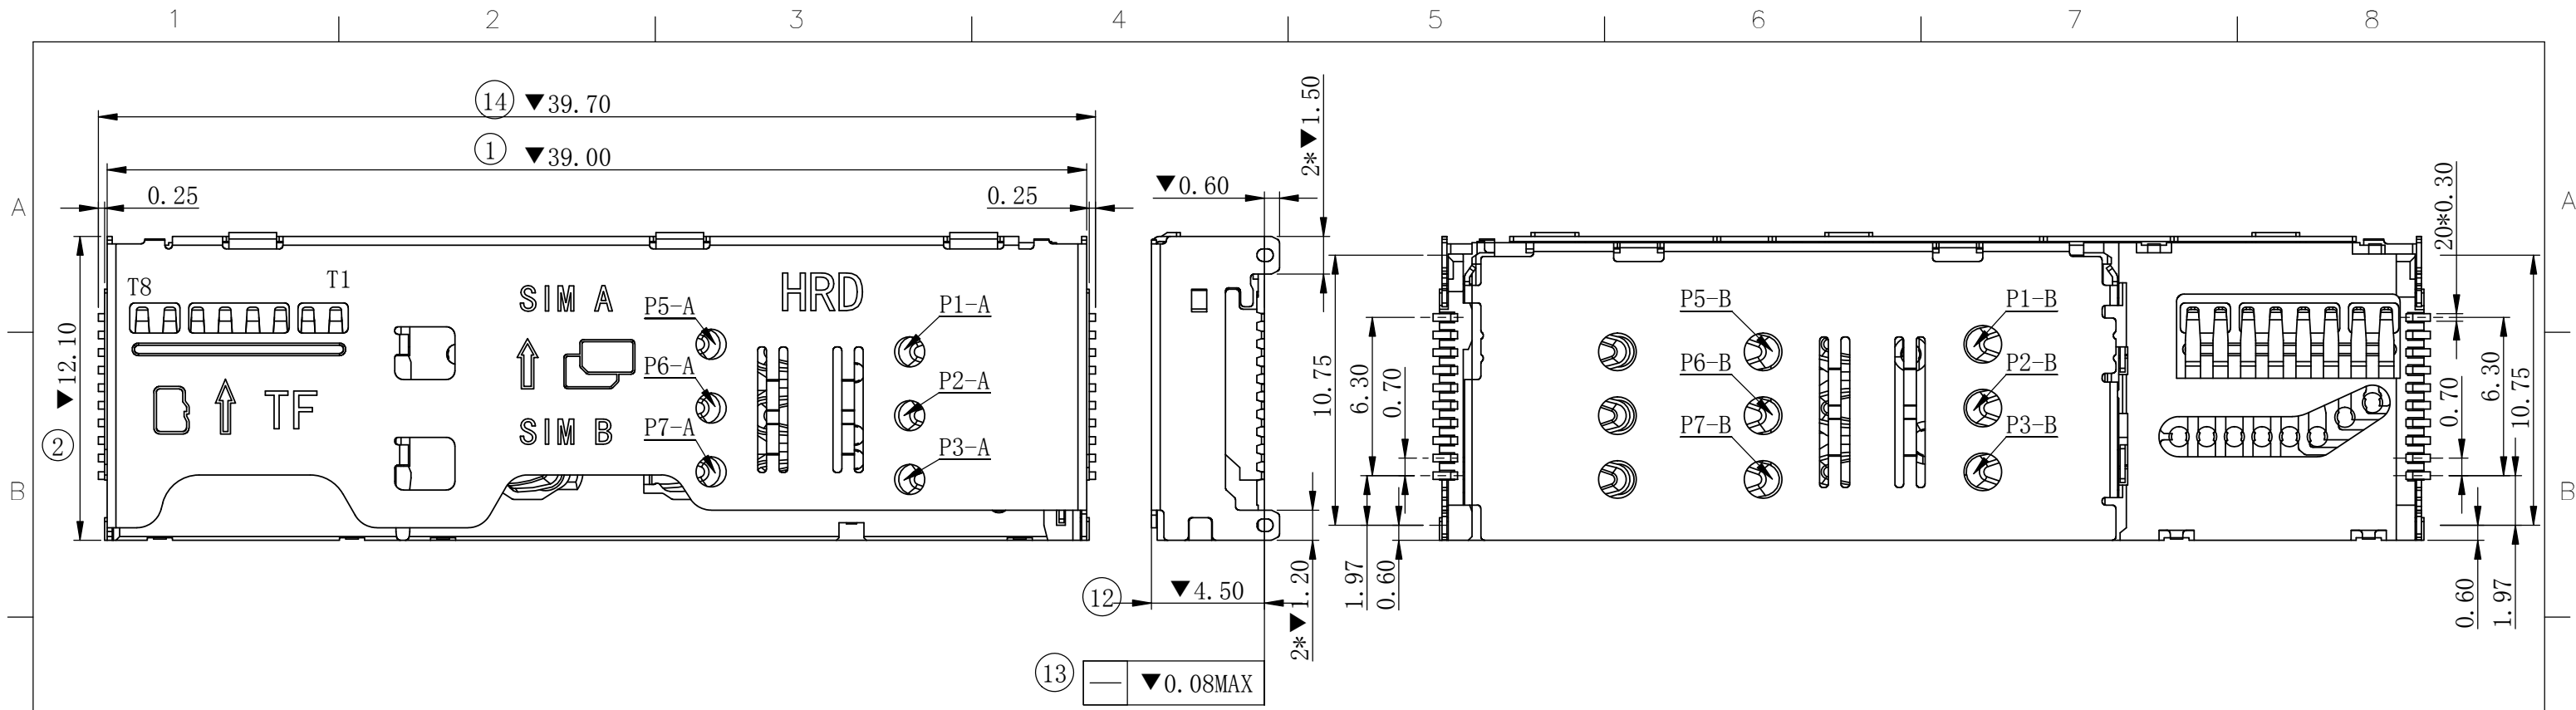 1 2 3 4 5 6 7 8
A
A
B
B
14 ▼39.70
1 ▼39.00
0.25
0.25
▼12.10
2
T8
T1
SIM A
HRD
TF
SIM B
P5-A
P6-A
P7-A
P1-A
P2-A
P3-A
▼0.60
2*▼1.50
12 ▼4.50
2*▼1.20
13 — ▼0.08MAX
10.75
6.30
0.70
1.97
0.60
P5-B
P6-B
P7-B
P1-B
P2-B
P3-B
20*0.30
0.70
6.30
10.75
0.60
1.97